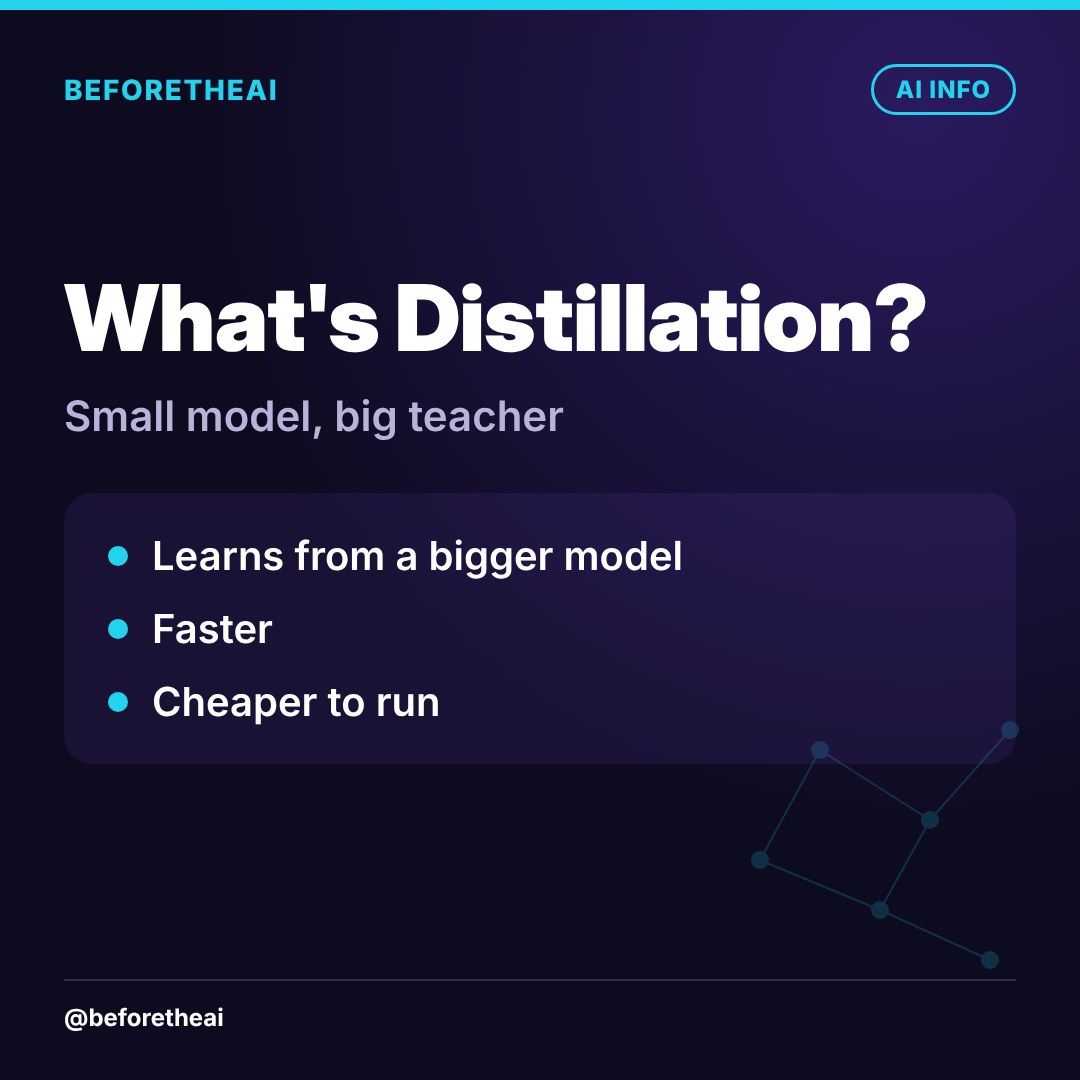 BEFORETHEAI
AI INFO
What's Distillation?
Small model, big teacher
Learns from a bigger model
Faster
Cheaper to run
@beforetheai